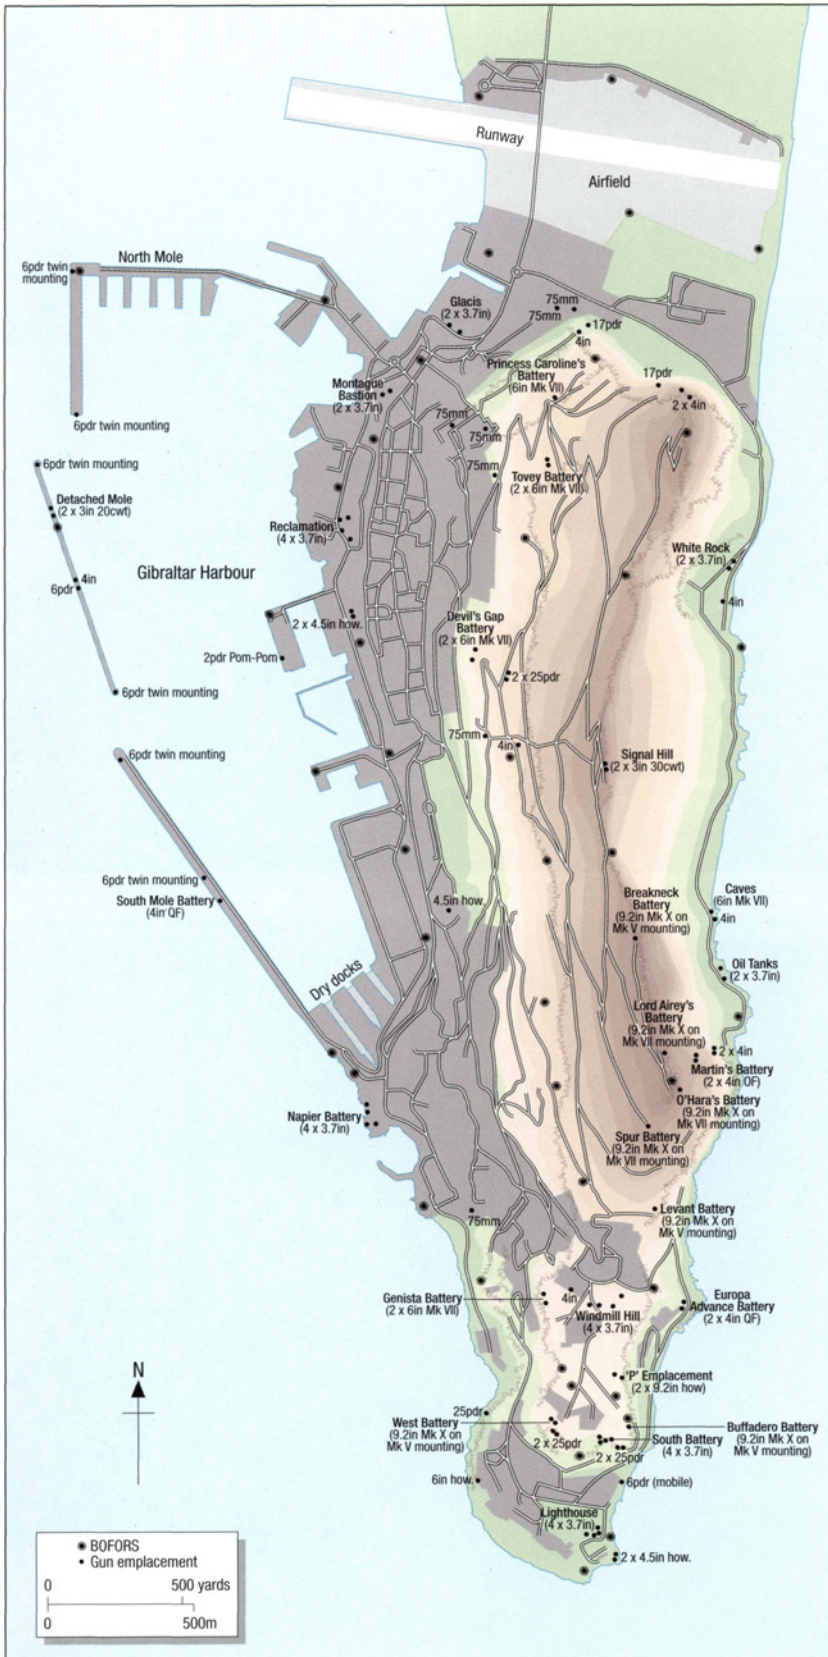 Runway
Airfield
North Mole
6pdr twin
mounting
Glacis
(2 x 3.7in)
75mm
75mm
17pdr
4in
Princess Caroline's
Battery
(6in Mk VII)
17pdr
2 x 4in
Montague
Bastion
(2 x 3.7in)
6pdr twin mounting
75mm
75mm
6pdr twin mounting
75mm
Tovey Battery
(2 x 6in Mk VII)
Detached Mole
(2 x 3in 20cwt)
Reclamation
(4 x 3.7in)
White Rock
(2 x 3.7in)
Gibraltar Harbour
4in
6pdr
4in
2 x 4.5in how.
Devil's Gap
Battery
(2 x 6in Mk VII)
2pdr Pom-Pom
2 x 25pdr
6pdr twin mounting
75mm
4in
6pdr twin mounting
Signal Hill
(2 x 3in 30cwt)
6pdr twin mounting
South Mole Battery
(4in QF)
4.5in how.
Breakneck
Battery
(9.2in Mk X on
Mk V mounting)
Caves
(6in Mk VII)
4in
Oil Tanks
(2 x 3.7in)
Dry docks
Lord Airey's
Battery
(9.2in Mk X on
Mk VII mounting)
2 x 4in
Martin's Battery
(2 x 4in QF)
O'Hara's Battery
(9.2in Mk X on
Mk VII mounting)
Napier Battery
(4 x 3.7in)
Spur Battery
(9.2in Mk X on
Mk VII mounting)
75mm
Levant Battery
(9.2in Mk X on
Mk V mounting)
Genista Battery
(2 x 6in Mk VII)
4in
Windmill Hill
(4 x 3.7in)
Europa
Advance Battery
(2 x 4in QF)
N
'P' Emplacement
(2 x 9.2in how)
25pdr
West Battery
(9.2in Mk X on
Mk V mounting)
2 x 25pdr
South Battery
(4 x 3.7in)
2 x 25pdr
Buffadero Battery
(9.2in Mk X on
Mk V mounting)
6in how.
6pdr (mobile)
Lighthouse
(4 x 3.7in)
2 x 4.5in how.
BOFORS
Gun emplacement
0 500 yards
0 500m